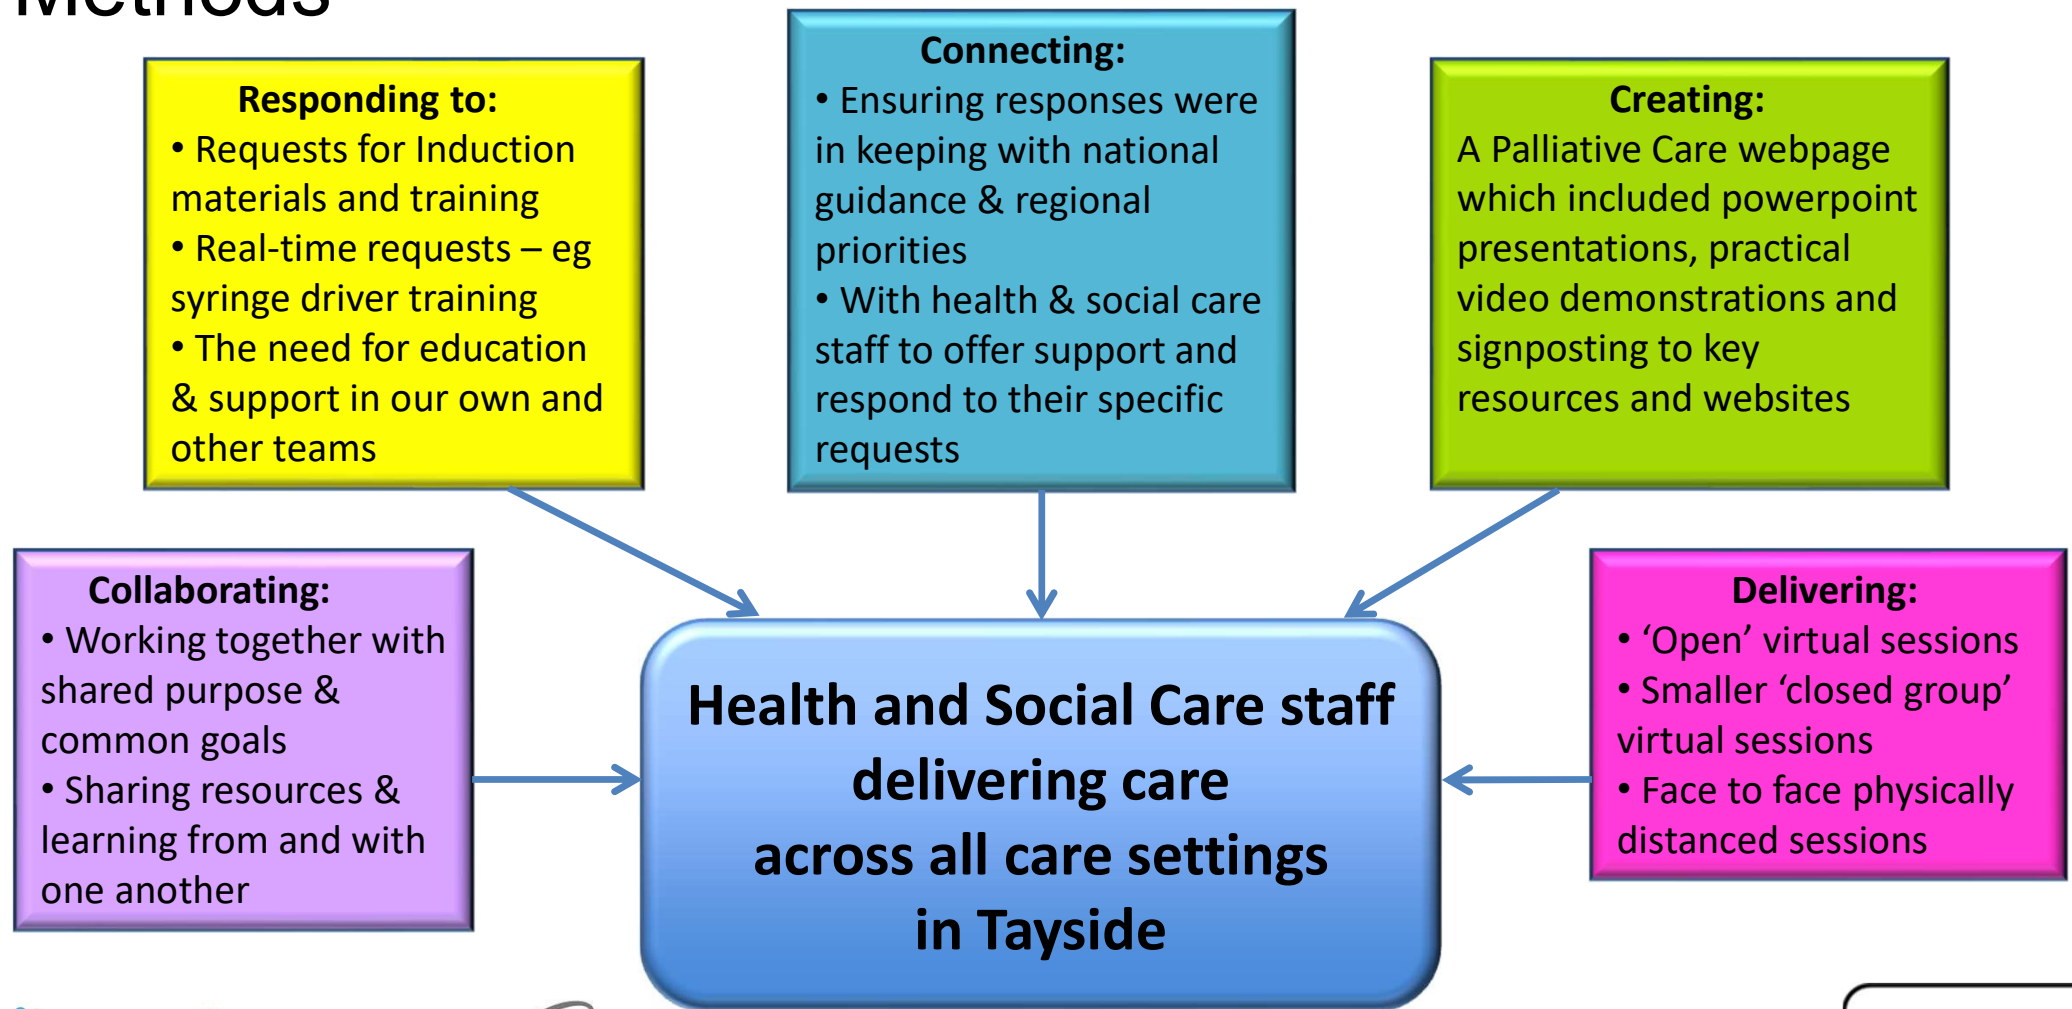 Methods
Responding to:
• Requests for Induction
materials and training
• Real-time requests – eg
syringe driver training
• The need for education
& support in our own and
other teams
Connecting:
• Ensuring responses were
in keeping with national
guidance & regional
priorities
• With health & social care
staff to offer support and
respond to their specific
requests
Creating:
A Palliative Care webpage
which included powerpoint
presentations, practical
video demonstrations and
signposting to key
resources and websites
Collaborating:
• Working together with
shared purpose &
common goals
• Sharing resources &
learning from and with
one another
Health and Social Care staff
delivering care
across all care settings
in Tayside
Delivering:
• ‘Open’ virtual sessions
• Smaller ‘closed group’
virtual sessions
• Face to face physically
distanced sessions